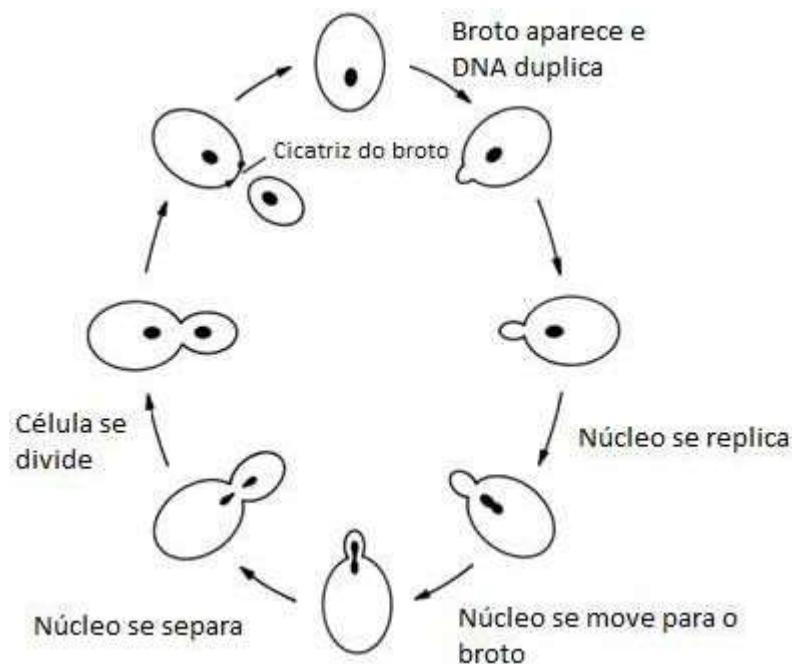 Broto aparece e
DNA duplica
Cicatriz do broto
Núcleo se replica
Núcleo se move para o
broto
Núcleo se separa
Célula se
divide